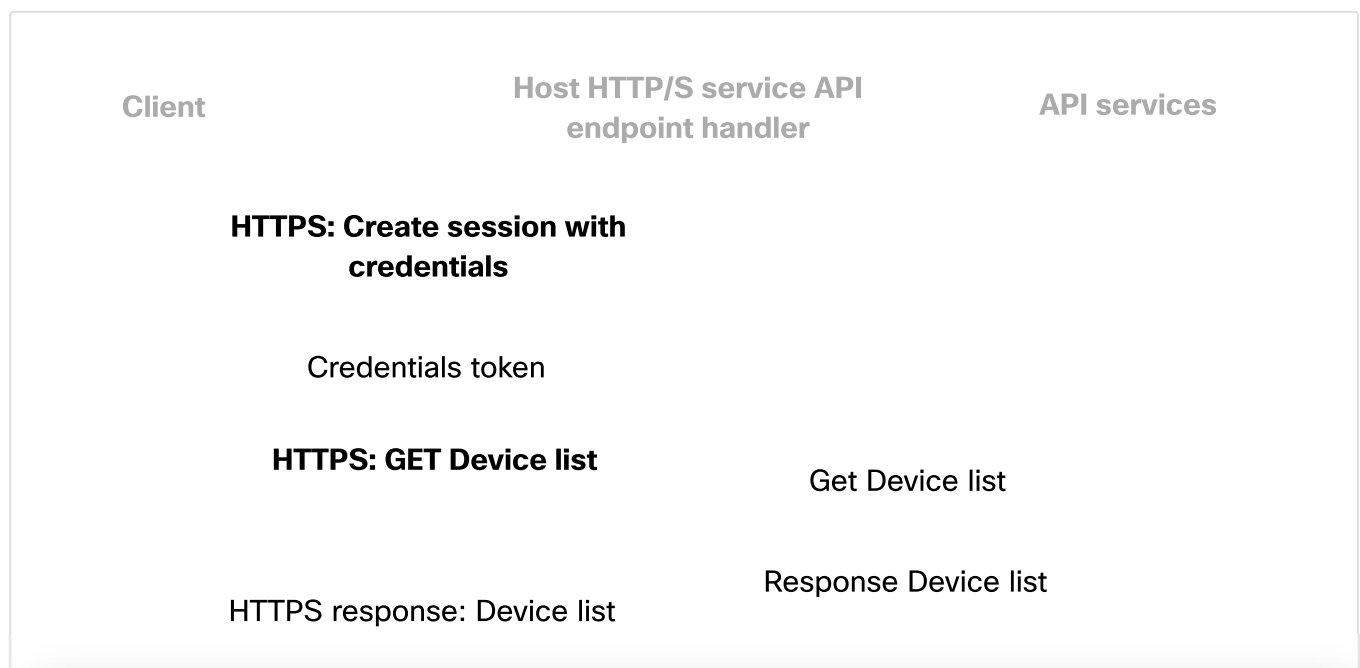 Client
Host HTTP/S service API
endpoint handler
API services
HTTPS: Create session with
credentials
Credentials token
HTTPS: GET Device list
Get Device list
Response Device list
HTTPS response: Device list